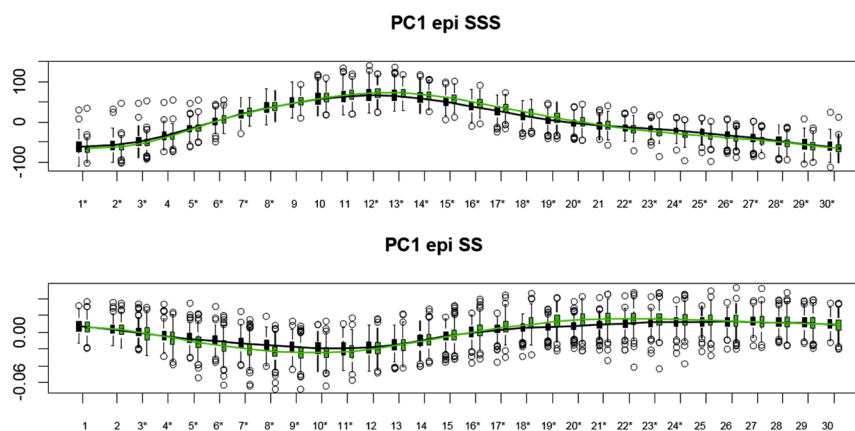 PC1 epi SSS
100
0
-100
1* 2* 3* 4 5* 6* 7* 8* 9 10 11 12* 13* 14* 15* 16* 17* 18* 19* 20* 21 22* 23* 24* 25* 26* 27* 28* 29* 30*
PC1 epi SS
0.00
-0.06
1 2 3* 4* 5* 6* 7* 8* 9* 10* 11* 12* 13* 14* 15* 16* 17* 18* 19* 20* 21* 22* 23* 24* 25* 26* 27 28 29 30